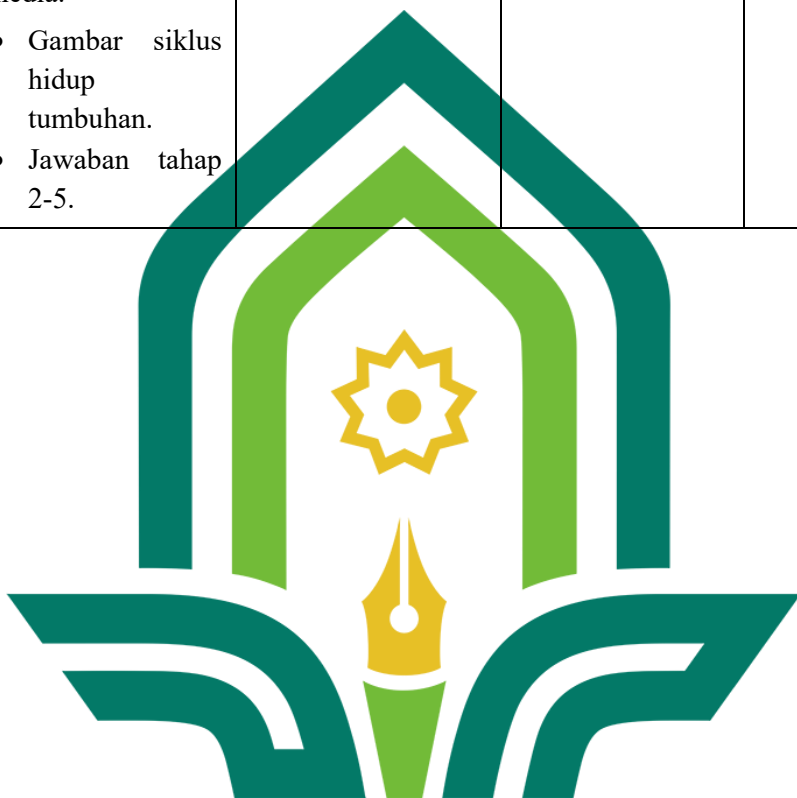 • Gambar siklus
hidup
tumbuhan.
• Jawaban tahap
2-5.